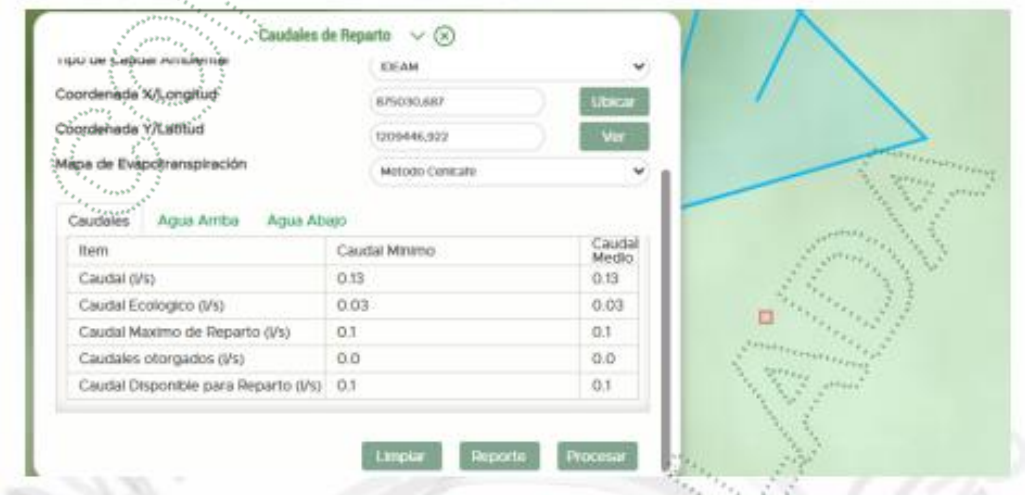 Caudales de Reparto
Tipo de Caudal Ambiental IDEAM
Coordenada X/Longitud 875030,687 Ubicar
Coordenada Y/Latitud 1209446,922 Ver
Mapa de Evapotranspiración Metodo Cenicafe
Caudales Agua Arriba Agua Abajo
Item Caudal Minimo Caudal Medio
Caudal (l/s) 0.13 0.13
Caudal Ecologico (l/s) 0.03 0.03
Caudal Maximo de Reparto (l/s) 0.1 0.1
Caudales otorgados (l/s) 0.0 0.0
Caudal Disponible para Reparto (l/s) 0.1 0.1
Limpiar Reporte Procesar